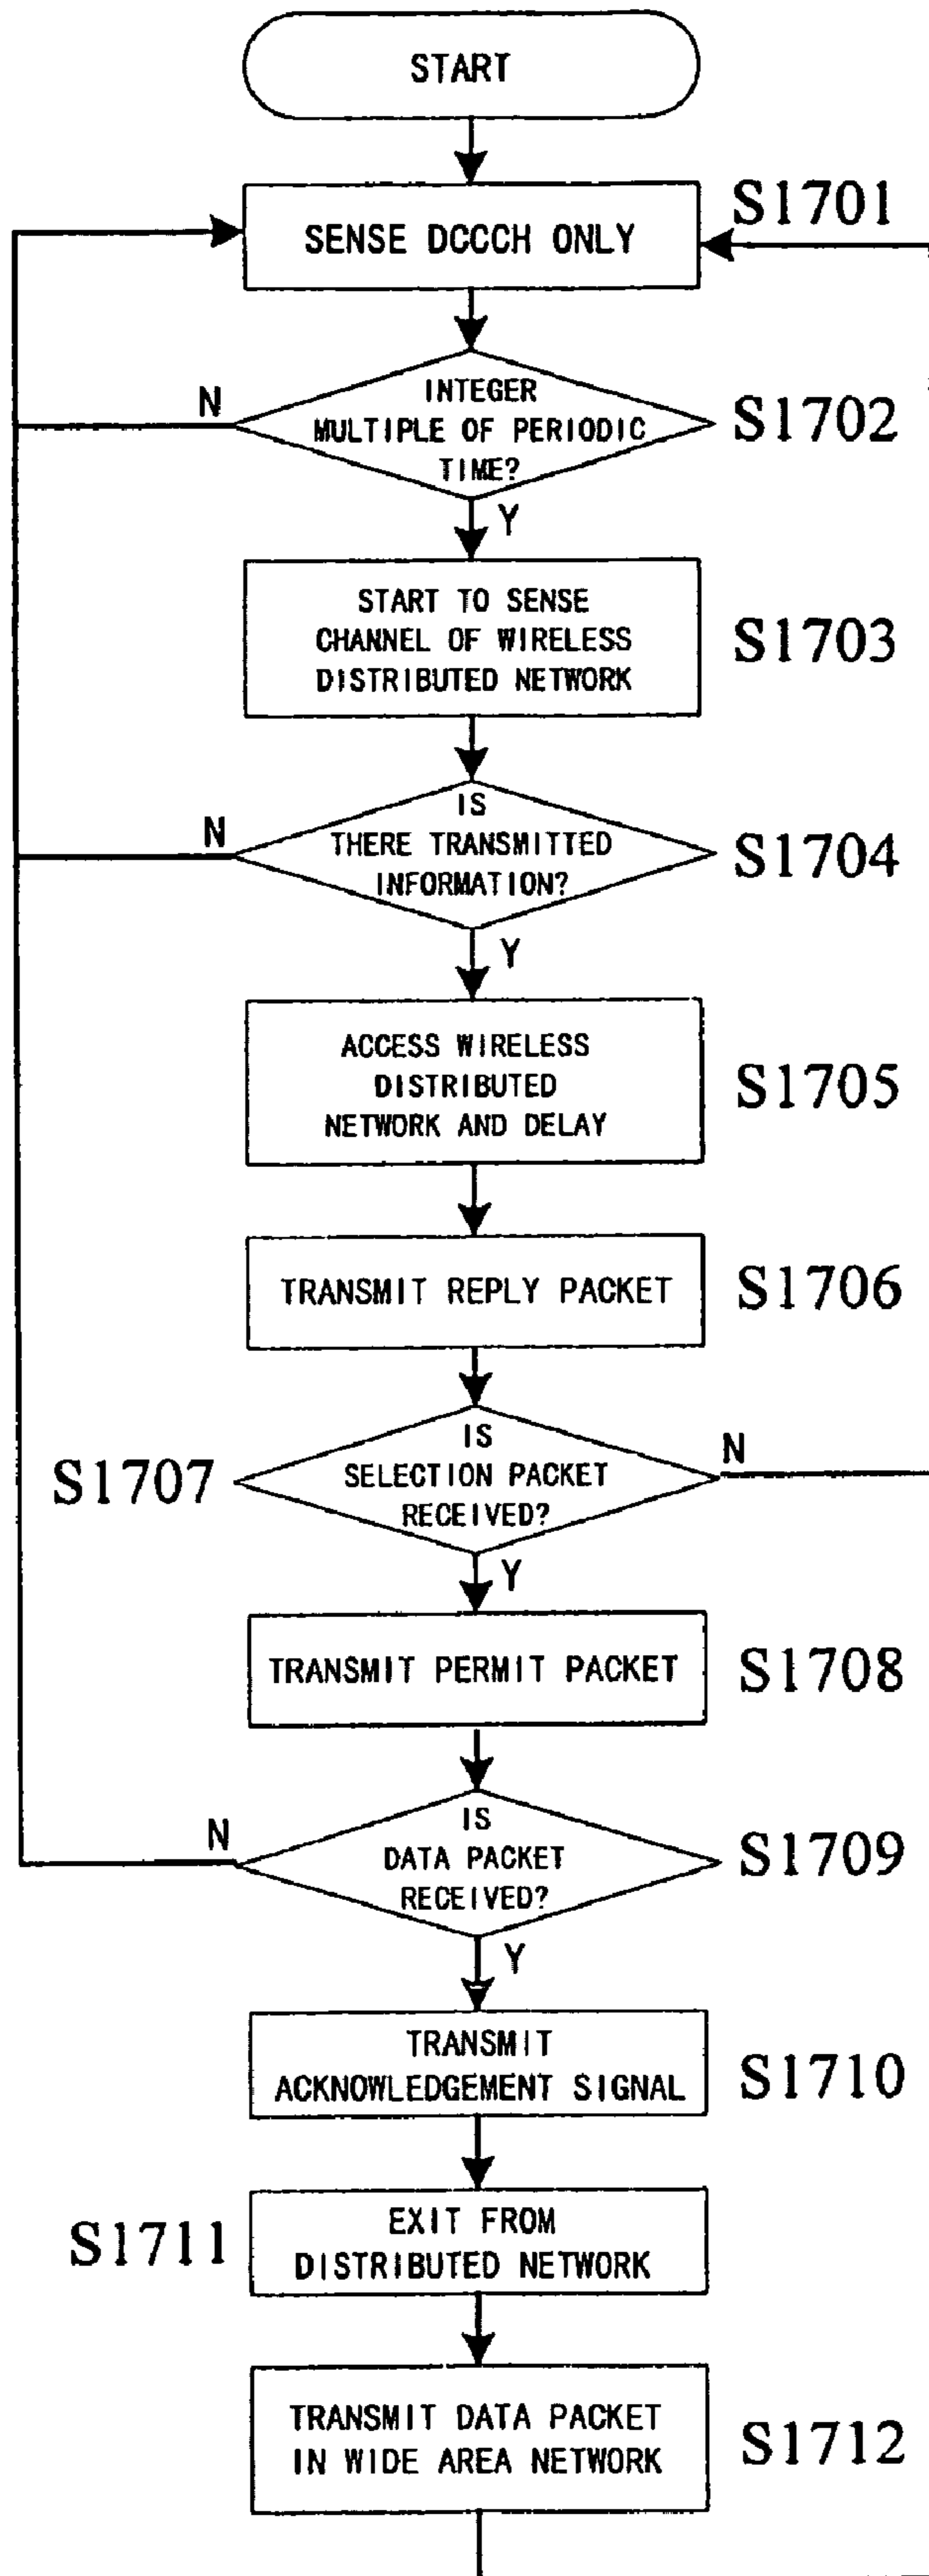 START
S1701
SENSE DCCCH ONLY
INTEGER
MULTIPLE OF PERIODIC
TIME?
N
S1702
Y
START TO SENSE
CHANNEL OF WIRELESS
DISTRIBUTED NETWORK
S1703
IS
THERE TRANSMITTED
INFORMATION?
N
S1704
Y
ACCESS WIRELESS
DISTRIBUTED
NETWORK AND DELAY
S1705
TRANSMIT REPLY PACKET
S1706
S1707
IS
SELECTION PACKET
RECEIVED?
N
Y
TRANSMIT PERMIT PACKET
S1708
IS
DATA PACKET
RECEIVED?
N
S1709
Y
TRANSMIT
ACKNOWLEDGEMENT SIGNAL
S1710
S1711
EXIT FROM
DISTRIBUTED NETWORK
TRANSMIT DATA PACKET
IN WIDE AREA NETWORK
S1712